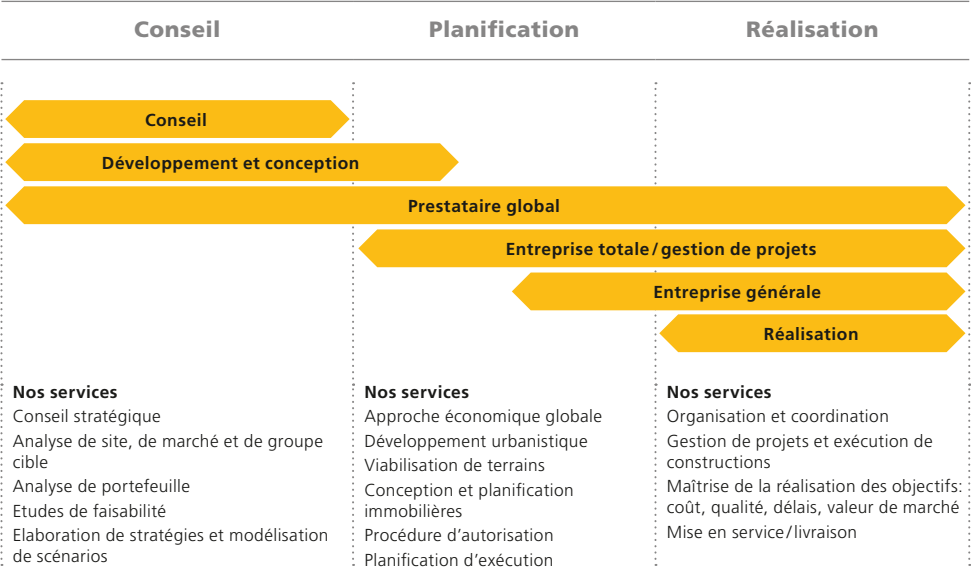 Conseil
Planification
Réalisation
Conseil
Développement et conception
Prestataire global
Entreprise totale / gestion de projets
Entreprise générale
Réalisation
Nos services
Conseil stratégique
Analyse de site, de marché et de groupe
cible
Analyse de portefeuille
Etudes de faisabilité
Elaboration de stratégies et modélisation
de scénarios
Nos services
Approche économique globale
Développement urbanistique
Viabilisation de terrains
Conception et planification
immobilières
Procédure d'autorisation
Planification d'exécution
Nos services
Organisation et coordination
Gestion de projets et exécution de
constructions
Maîtrise de la réalisation des objectifs:
coût, qualité, délais, valeur de marché
Mise en service / livraison